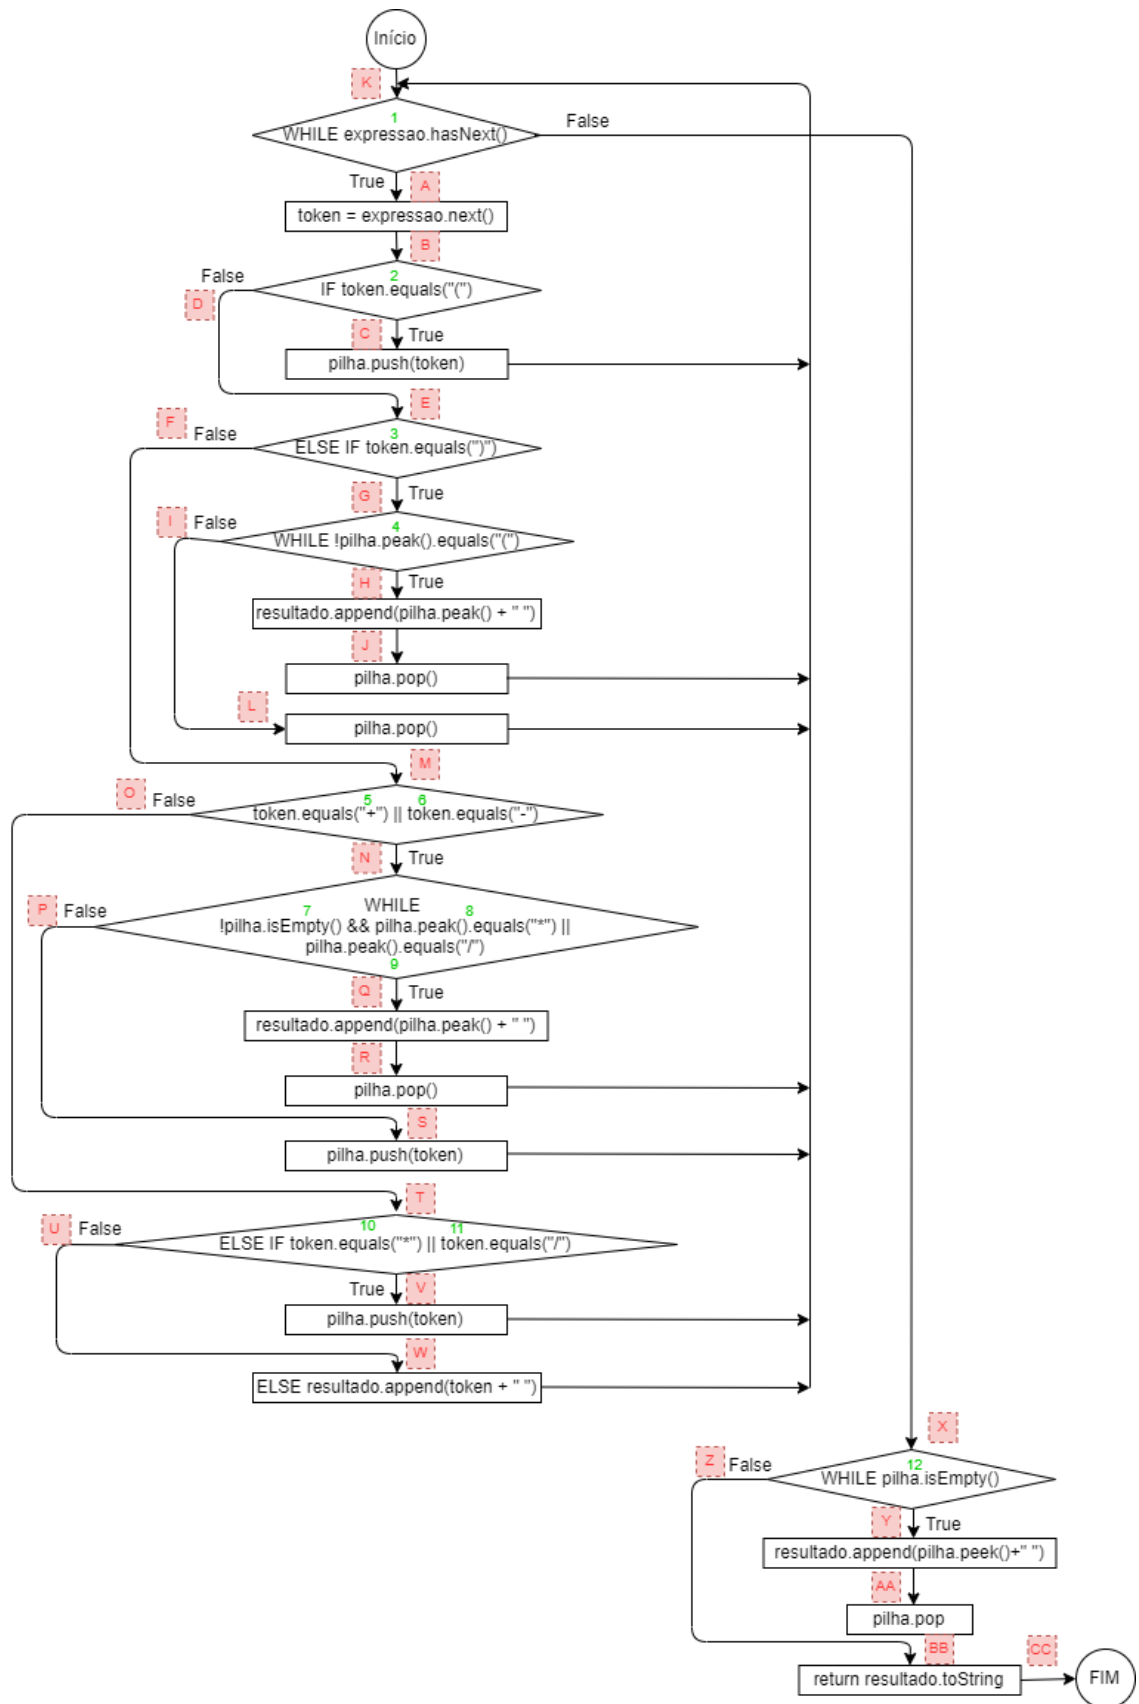 Início
K
1
WHILE expressao.hasNext()
False
True
A
token = expressao.next()
B
False
2
IF token.equals("(")
D
C
True
pilha.push(token)
E
F
False
3
ELSE IF token.equals(")")
G
True
I
False
4
WHILE !pilha.peak().equals("(")
H
True
resultado.append(pilha.peak() + " ")
J
pilha.pop()
L
pilha.pop()
M
O
False
5 6
token.equals("+") || token.equals("-")
N
True
P
False
7
WHILE
8
!pilha.isEmpty() && pilha.peak().equals("*") ||
pilha.peak().equals("/")
9
Q
True
resultado.append(pilha.peak() + " ")
R
pilha.pop()
S
pilha.push(token)
T
U
False
10 11
ELSE IF token.equals("*") || token.equals("/")
True
V
pilha.push(token)
W
ELSE resultado.append(token + " ")
X
Z
False
12
WHILE pilha.isEmpty()
Y
True
resultado.append(pilha.peek()+" ")
AA
pilha.pop
BB
CC
return resultado.toString
FIM